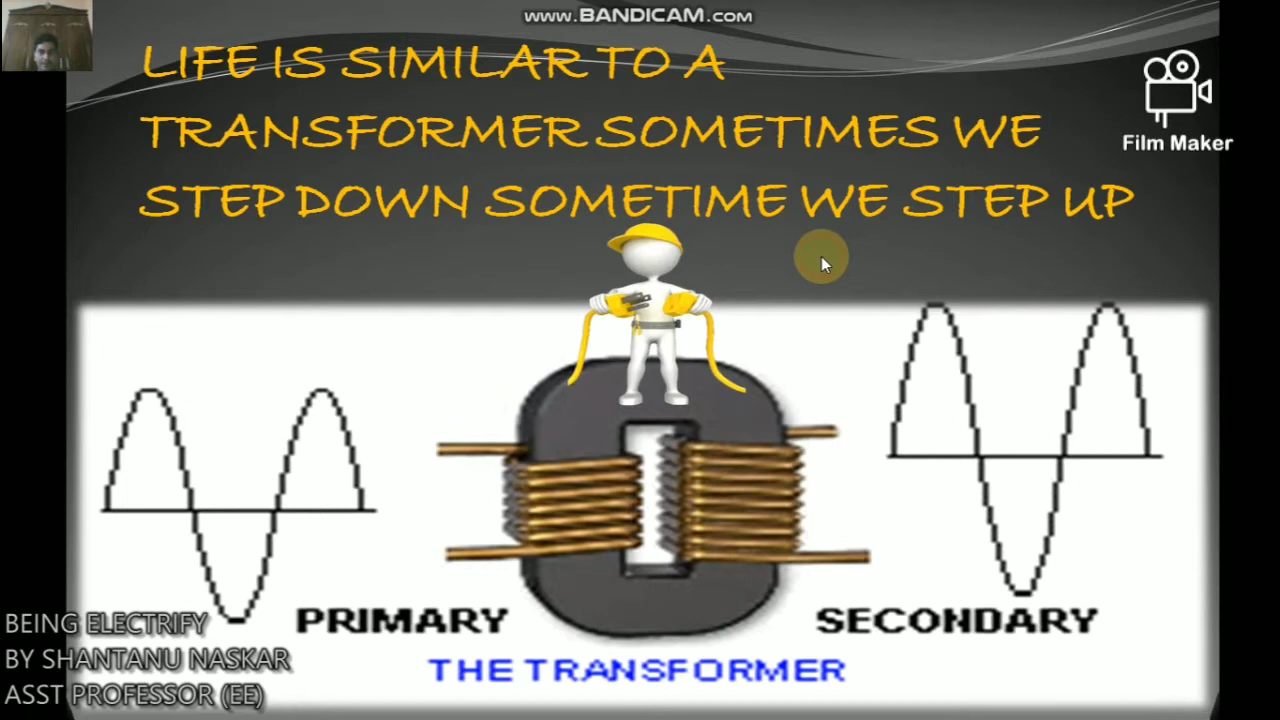 www.BANDICAM.com
LIFE IS SIMILAR TO A
TRANSFORMER SOMETIMES WE
STEP DOWN SOMETIME WE STEP UP
Film Maker
PRIMARY
SECONDARY
THE TRANSFORMER
BEING ELECTRIFY
BY SHANTANU NASKAR
ASST PROFESSOR (EE)